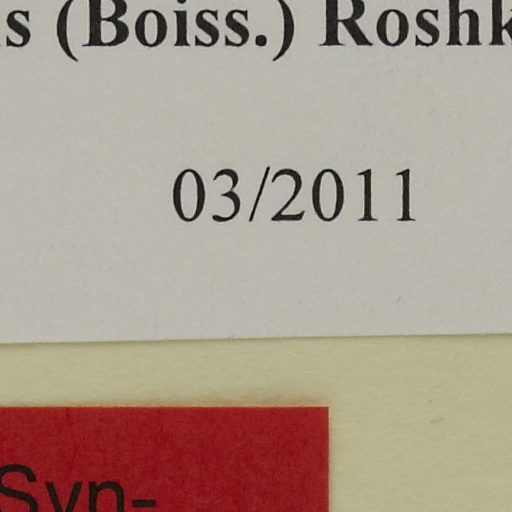 s (Boiss.) Roshk
03/2011
Syn-